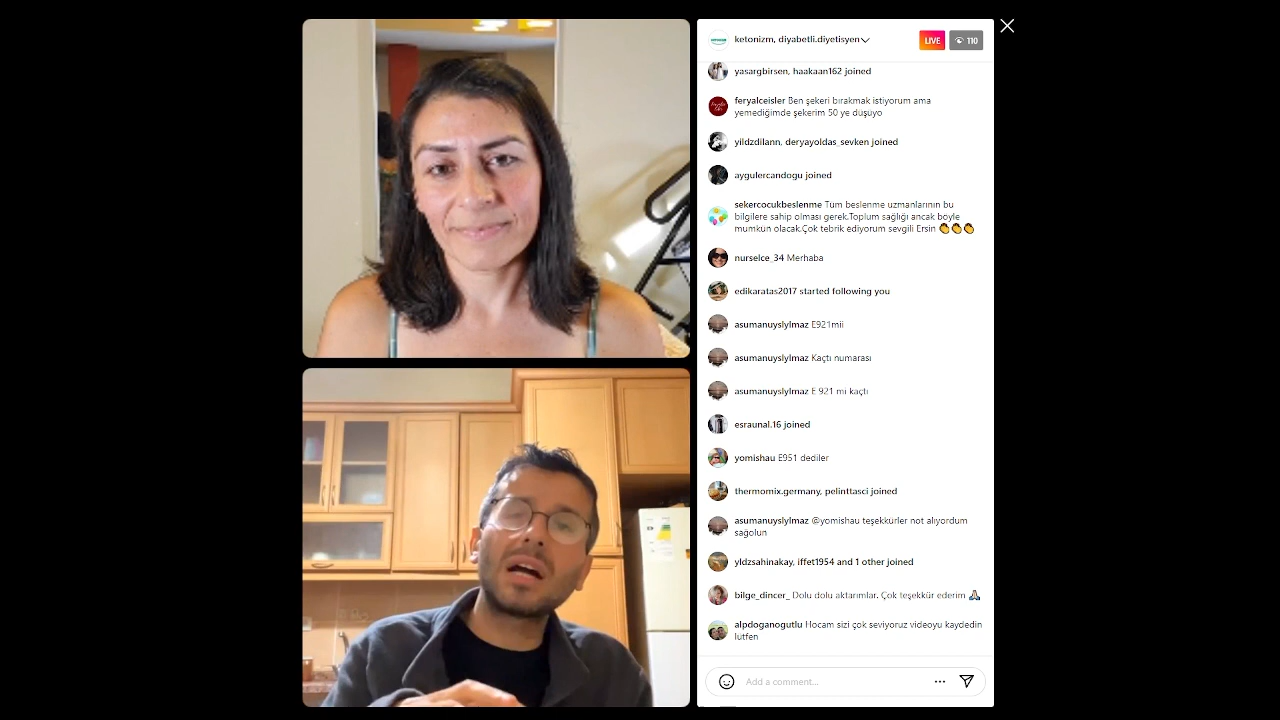 ketonizm, diyabetli.diyetisyen
LIVE
110
yasargbirsen, haakaan162 joined
feryalceisler Ben şekeri bırakmak istiyorum ama
yemediğimde şekerim 50 ye düşüyo
yildzdilann, deryayoldas_sevken joined
aygulercandogu joined
sekercocukbeslenme Tüm beslenme uzmanlarının bu
bilgilere sahip olması gerek.Toplum sağlığı ancak böyle
mumkun olacak.Çok tebrik ediyorum sevgili Ersin 👏👏👏
nurselce_34 Merhaba
edikaratas2017 started following you
asumanuyslylmaz E921mii
asumanuyslylmaz Kaçtı numarası
asumanuyslylmaz E 921 mı kaçtı
esraunal.16 joined
yomishau E951 dediler
thermomix.germany, pelinttasci joined
asumanuyslylmaz @yomishau teşekkürler not alıyordum
sağolun
yldzsahinakay, iffet1954 and 1 other joined
bilge_dincer_ Dolu dolu aktarımlar. Çok teşekkür ederim 🙏
alpdoganogutlu Hocam sizi çok seviyoruz videoyu kaydedin
lütfen
Add a comment...